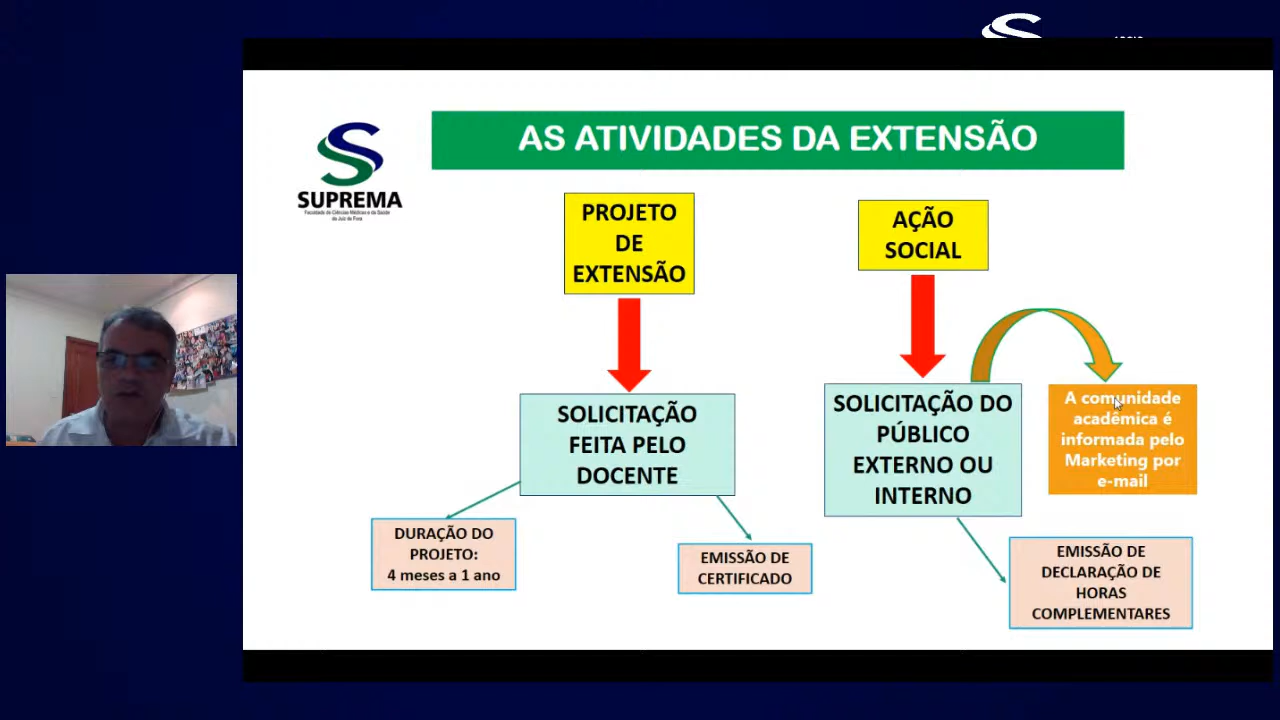 AS ATIVIDADES DA EXTENSÃO
SUPREMA
Faculdade de Ciências Médicas e da Saúde
de Juiz de Fora
PROJETO
DE
EXTENSÃO
AÇÃO
SOCIAL
SOLICITAÇÃO
FEITA PELO
DOCENTE
SOLICITAÇÃO DO
PÚBLICO
EXTERNO OU
INTERNO
A comunidade
acadêmica é
informada pelo
Marketing por
e-mail
DURAÇÃO DO
PROJETO:
4 meses a 1 ano
EMISSÃO DE
CERTIFICADO
EMISSÃO DE
DECLARAÇÃO DE
HORAS
COMPLEMENTARES